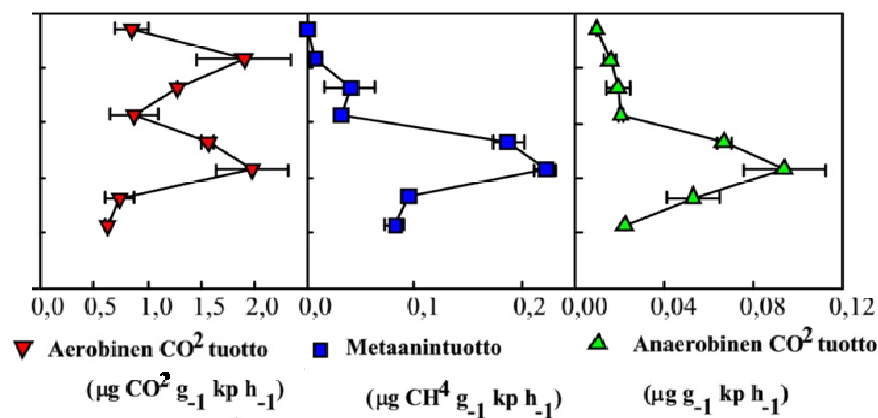 0,0 0,5 1,0 1,5 2,0 0,0 0,1 0,2 0,00 0,04 0,08 0,12
Aerobinen CO² tuotto Metaanintuotto Anaerobinen CO² tuotto
(µg CO² g₋₁ kp h₋₁) (µg CH⁴ g₋₁ kp h₋₁) (µg g₋₁ kp h₋₁)